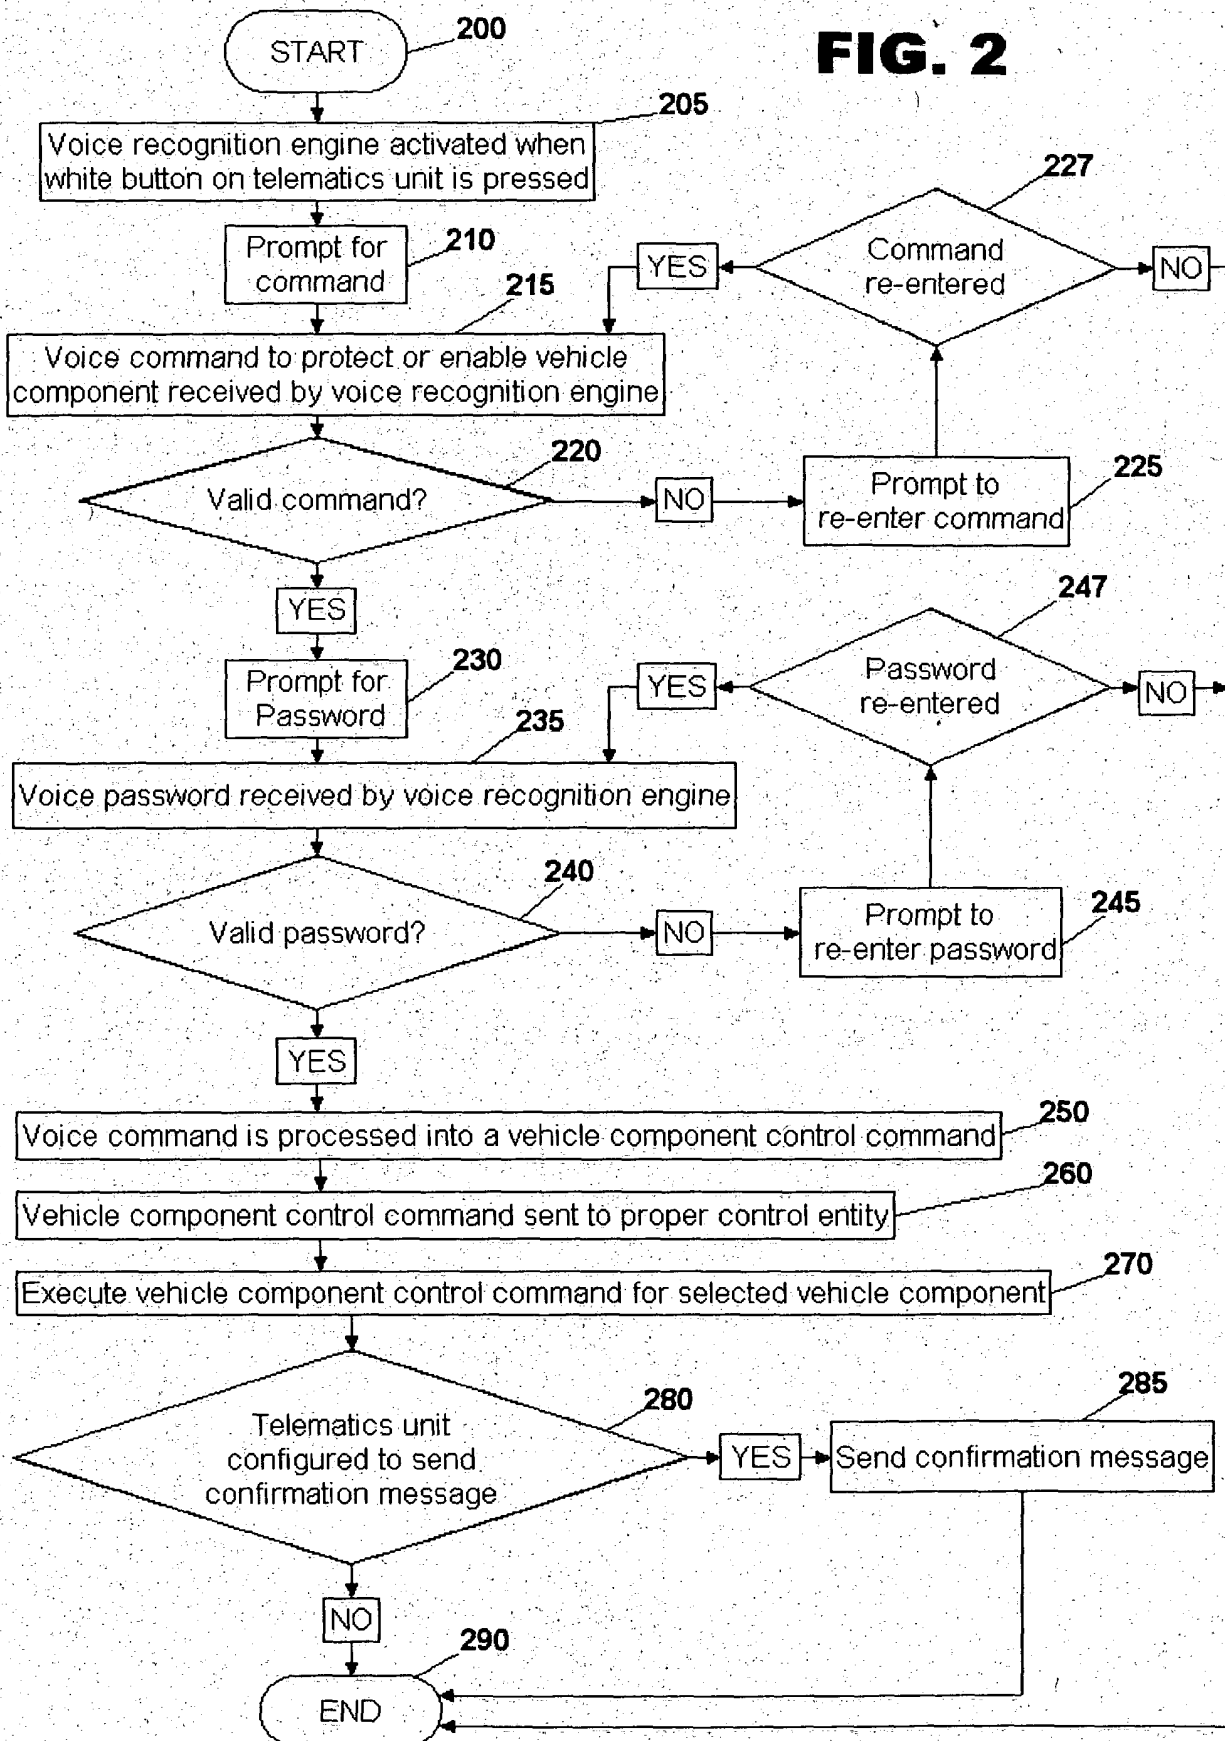 FIG. 2
START
200
205
Voice recognition engine activated when
white button on telematics unit is pressed
210
Prompt for
command
215
Voice command to protect or enable vehicle
component received by voice recognition engine
227
Command
re-entered
YES
NO
220
Valid command?
NO
225
Prompt to
re-enter command
YES
230
Prompt for
Password
235
Voice password received by voice recognition engine
247
Password
re-entered
YES
NO
240
Valid password?
NO
245
Prompt to
re-enter password
YES
250
Voice command is processed into a vehicle component control command
260
Vehicle component control command sent to proper control entity
270
Execute vehicle component control command for selected vehicle component
280
Telematics unit
configured to send
confirmation message
YES
285
Send confirmation message
NO
290
END